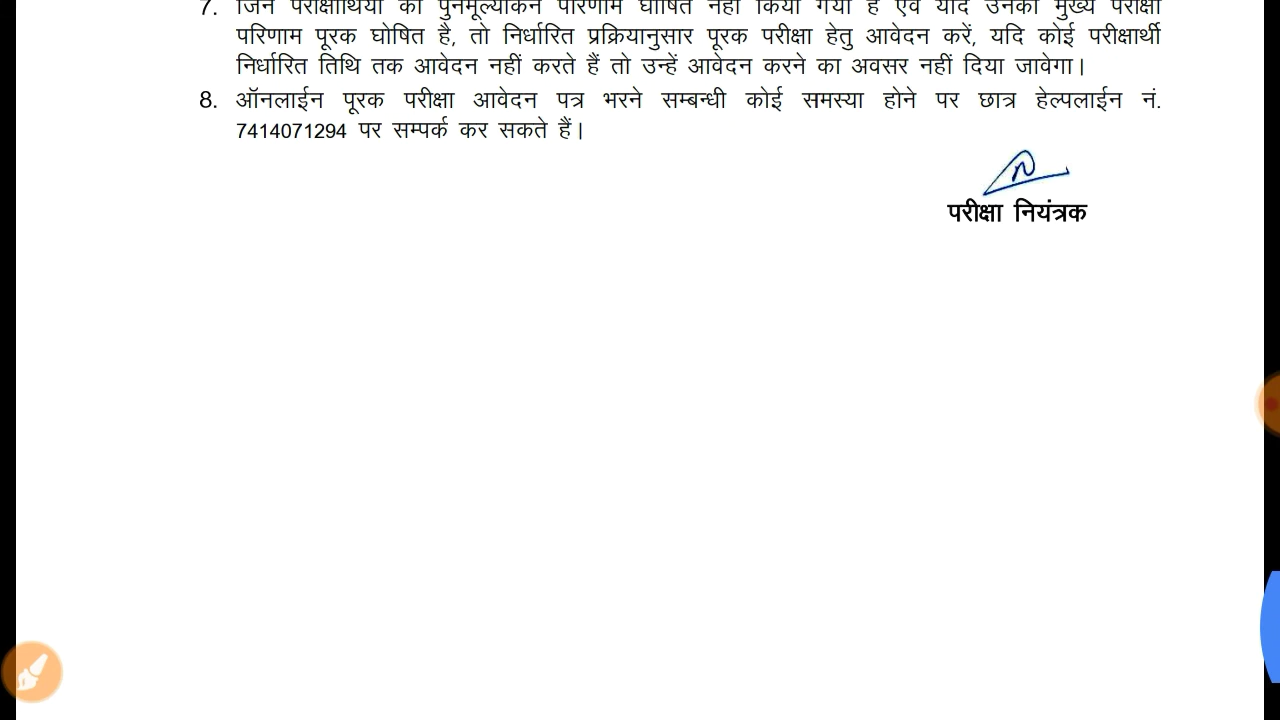 7. जिन परीक्षार्थियों का पुनर्मूल्यांकन परिणाम घोषित नहीं किया गया है एवं यदि उनका मुख्य परीक्षा
परिणाम पूरक घोषित है, तो निर्धारित प्रक्रियानुसार पूरक परीक्षा हेतु आवेदन करें, यदि कोई परीक्षार्थी
निर्धारित तिथि तक आवेदन नहीं करते हैं तो उन्हें आवेदन करने का अवसर नहीं दिया जावेगा।
8. ऑनलाईन पूरक परीक्षा आवेदन पत्र भरने सम्बन्धी कोई समस्या होने पर छात्र हेल्पलाईन नं.
7414071294 पर सम्पर्क कर सकते हैं।
परीक्षा नियंत्रक